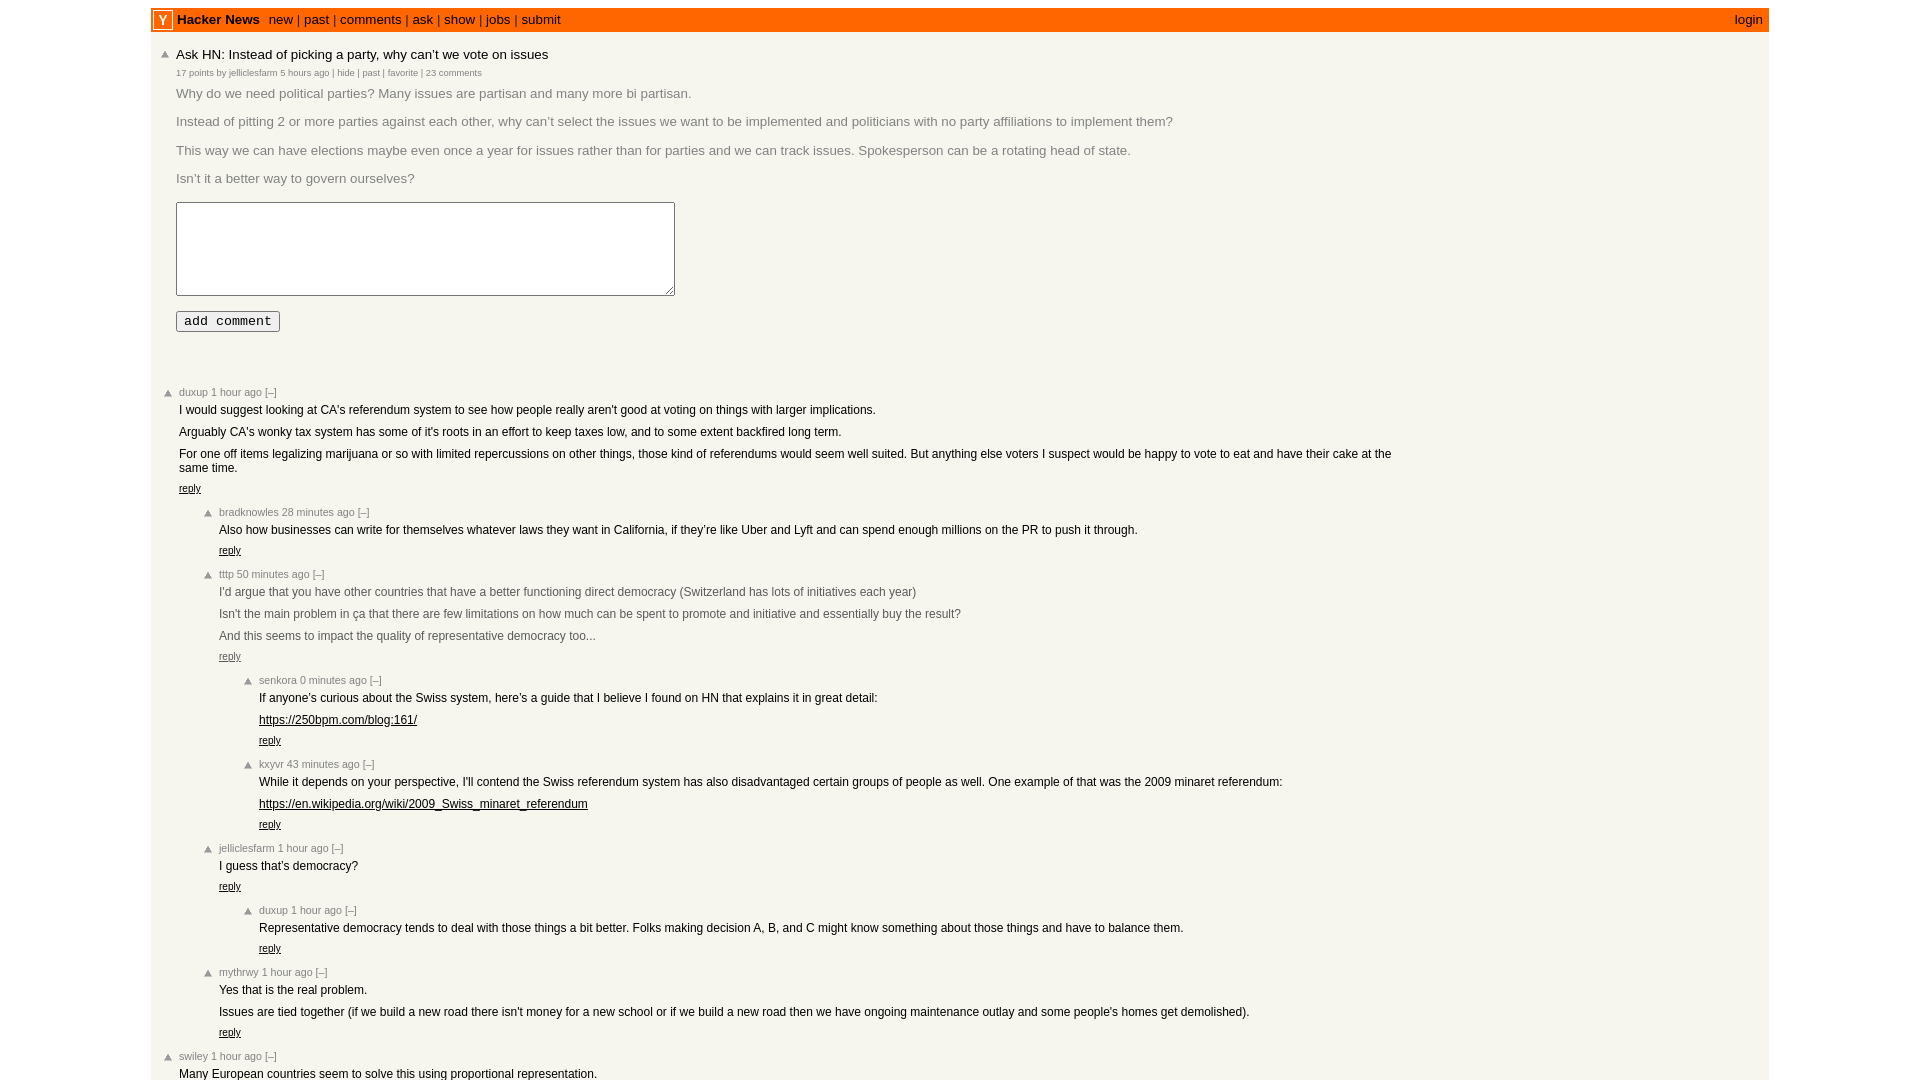 Y Hacker News new | past | comments | ask | show | jobs | submit login
Ask HN: Instead of picking a party, why can’t we vote on issues
17 points by jelliclesfarm 5 hours ago | hide | past | favorite | 23 comments
Why do we need political parties? Many issues are partisan and many more bi partisan.
Instead of pitting 2 or more parties against each other, why can’t select the issues we want to be implemented and politicians with no party affiliations to implement them?
This way we can have elections maybe even once a year for issues rather than for parties and we can track issues. Spokesperson can be a rotating head of state.
Isn’t it a better way to govern ourselves?
add comment
duxup 1 hour ago [–]
I would suggest looking at CA's referendum system to see how people really aren't good at voting on things with larger implications.
Arguably CA's wonky tax system has some of it's roots in an effort to keep taxes low, and to some extent backfired long term.
For one off items legalizing marijuana or so with limited repercussions on other things, those kind of referendums would seem well suited. But anything else voters I suspect would be happy to vote to eat and have their cake at the
same time.
reply
bradknowles 28 minutes ago [–]
Also how businesses can write for themselves whatever laws they want in California, if they’re like Uber and Lyft and can spend enough millions on the PR to push it through.
reply
tttp 50 minutes ago [–]
I'd argue that you have other countries that have a better functioning direct democracy (Switzerland has lots of initiatives each year)
Isn't the main problem in ça that there are few limitations on how much can be spent to promote and initiative and essentially buy the result?
And this seems to impact the quality of representative democracy too...
reply
senkora 0 minutes ago [–]
If anyone’s curious about the Swiss system, here’s a guide that I believe I found on HN that explains it in great detail:
https://250bpm.com/blog:161/
reply
kxyvr 43 minutes ago [–]
While it depends on your perspective, I'll contend the Swiss referendum system has also disadvantaged certain groups of people as well. One example of that was the 2009 minaret referendum:
https://en.wikipedia.org/wiki/2009_Swiss_minaret_referendum
reply
jelliclesfarm 1 hour ago [–]
I guess that’s democracy?
reply
duxup 1 hour ago [–]
Representative democracy tends to deal with those things a bit better. Folks making decision A, B, and C might know something about those things and have to balance them.
reply
mythrwy 1 hour ago [–]
Yes that is the real problem.
Issues are tied together (if we build a new road there isn't money for a new school or if we build a new road then we have ongoing maintenance outlay and some people's homes get demolished).
reply
swiley 1 hour ago [–]
Many European countries seem to solve this using proportional representation.